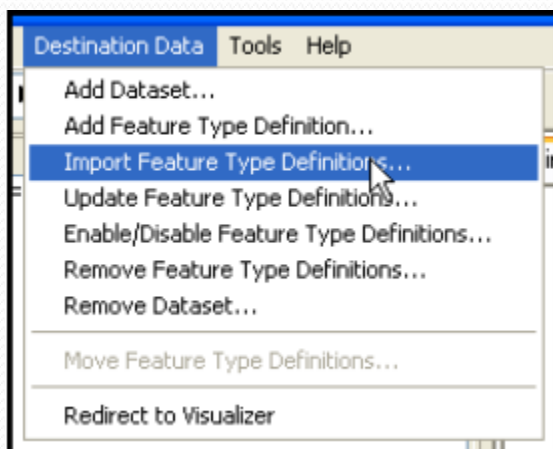 Destination Data Tools Help
Add Dataset...
Add Feature Type Definition...
Import Feature Type Definitions...
Update Feature Type Definitions...
Enable/Disable Feature Type Definitions...
Remove Feature Type Definitions...
Remove Dataset...
Move Feature Type Definitions...
Redirect to Visualizer